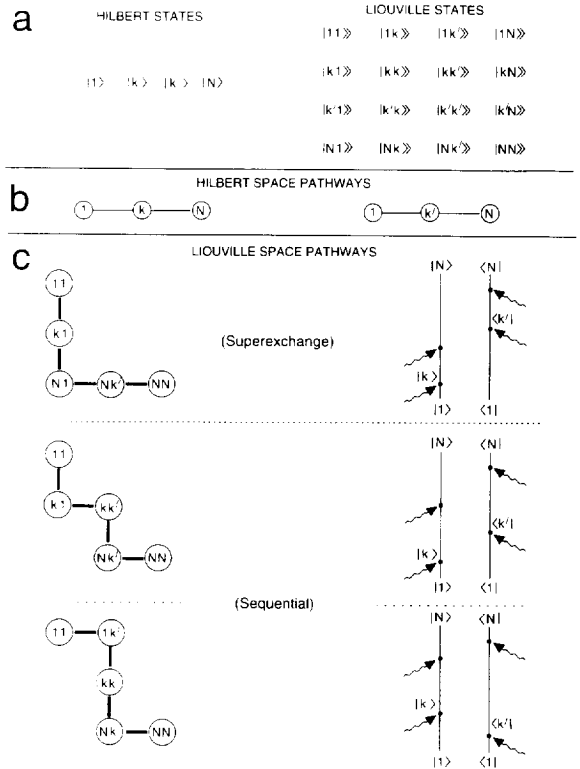 a
HILBERT STATES
LIOUVILLE STATES
|1⟩ |k⟩ |k⟩ |N⟩
|11⟩⟩ |1k⟩⟩ |1k′⟩⟩ |1N⟩⟩
|k1⟩⟩ |kk⟩⟩ |kk′⟩⟩ |kN⟩⟩
|k′1⟩⟩ |k′k⟩⟩ |k′k′⟩⟩ |k′N⟩⟩
|N1⟩⟩ |Nk⟩⟩ |Nk′⟩⟩ |NN⟩⟩
b
HILBERT SPACE PATHWAYS
1 k N
1 k′ N
c
LIOUVILLE SPACE PATHWAYS
11
k1
N1 Nk′ NN
(Superexchange)
|N⟩ ⟨N|
⟨k′|
|k⟩
|1⟩ ⟨1|
11
k1 kk′
Nk′ NN
|N⟩ ⟨N|
⟨k′|
|k⟩
|1⟩ ⟨1|
(Sequential)
11 1k′
kk
Nk NN
|N⟩ ⟨N|
|k⟩
⟨k′|
|1⟩ ⟨1|